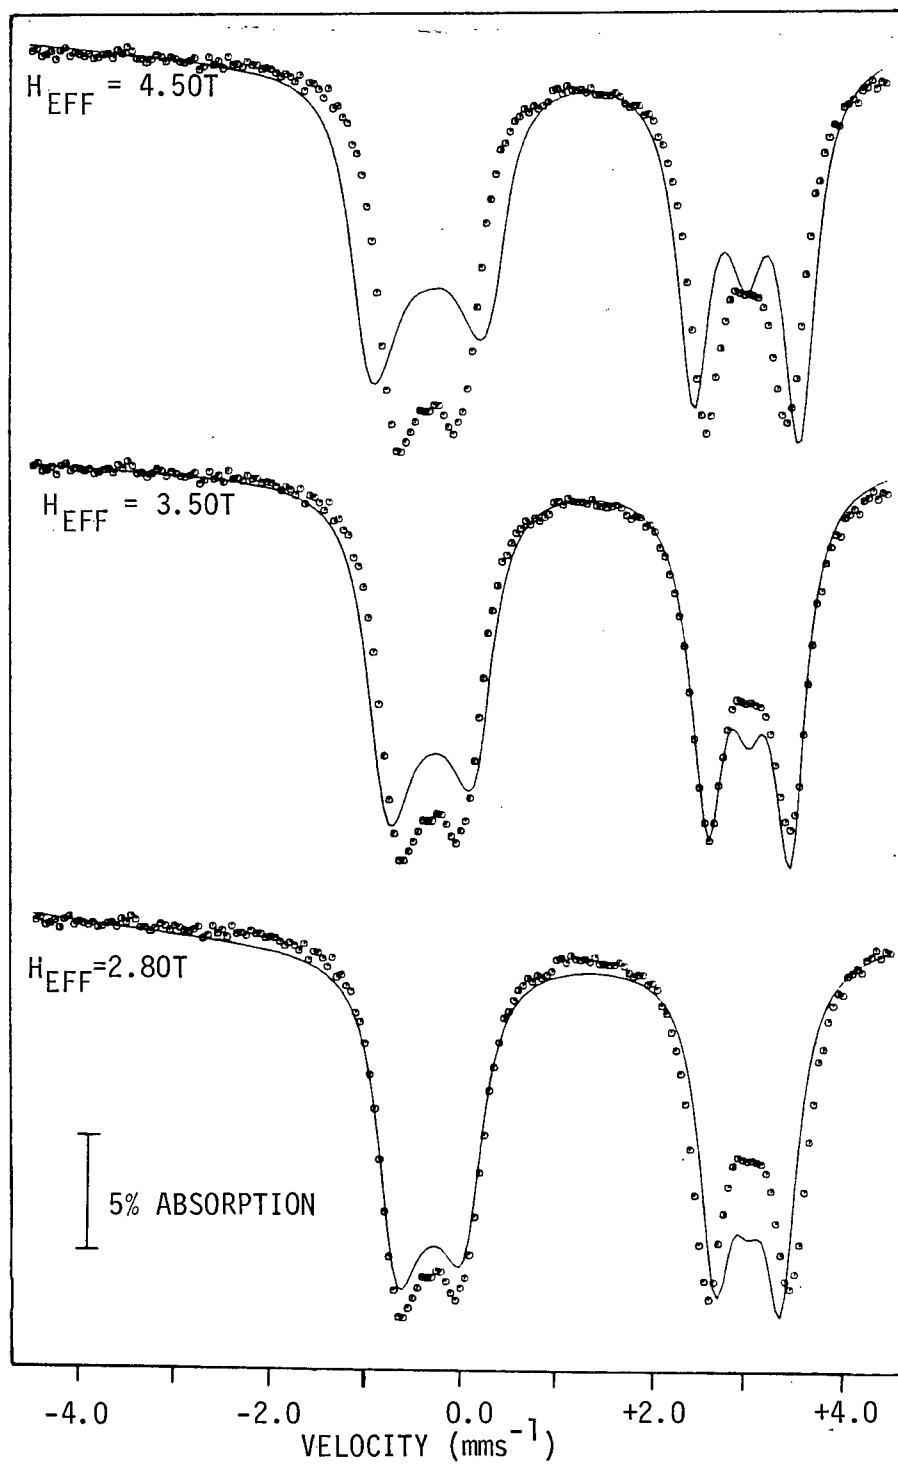 H_EFF = 4.50T
H_EFF = 3.50T
H_EFF=2.80T
5% ABSORPTION
-4.0 -2.0 0.0 +2.0 +4.0
VELOCITY (mms⁻¹)